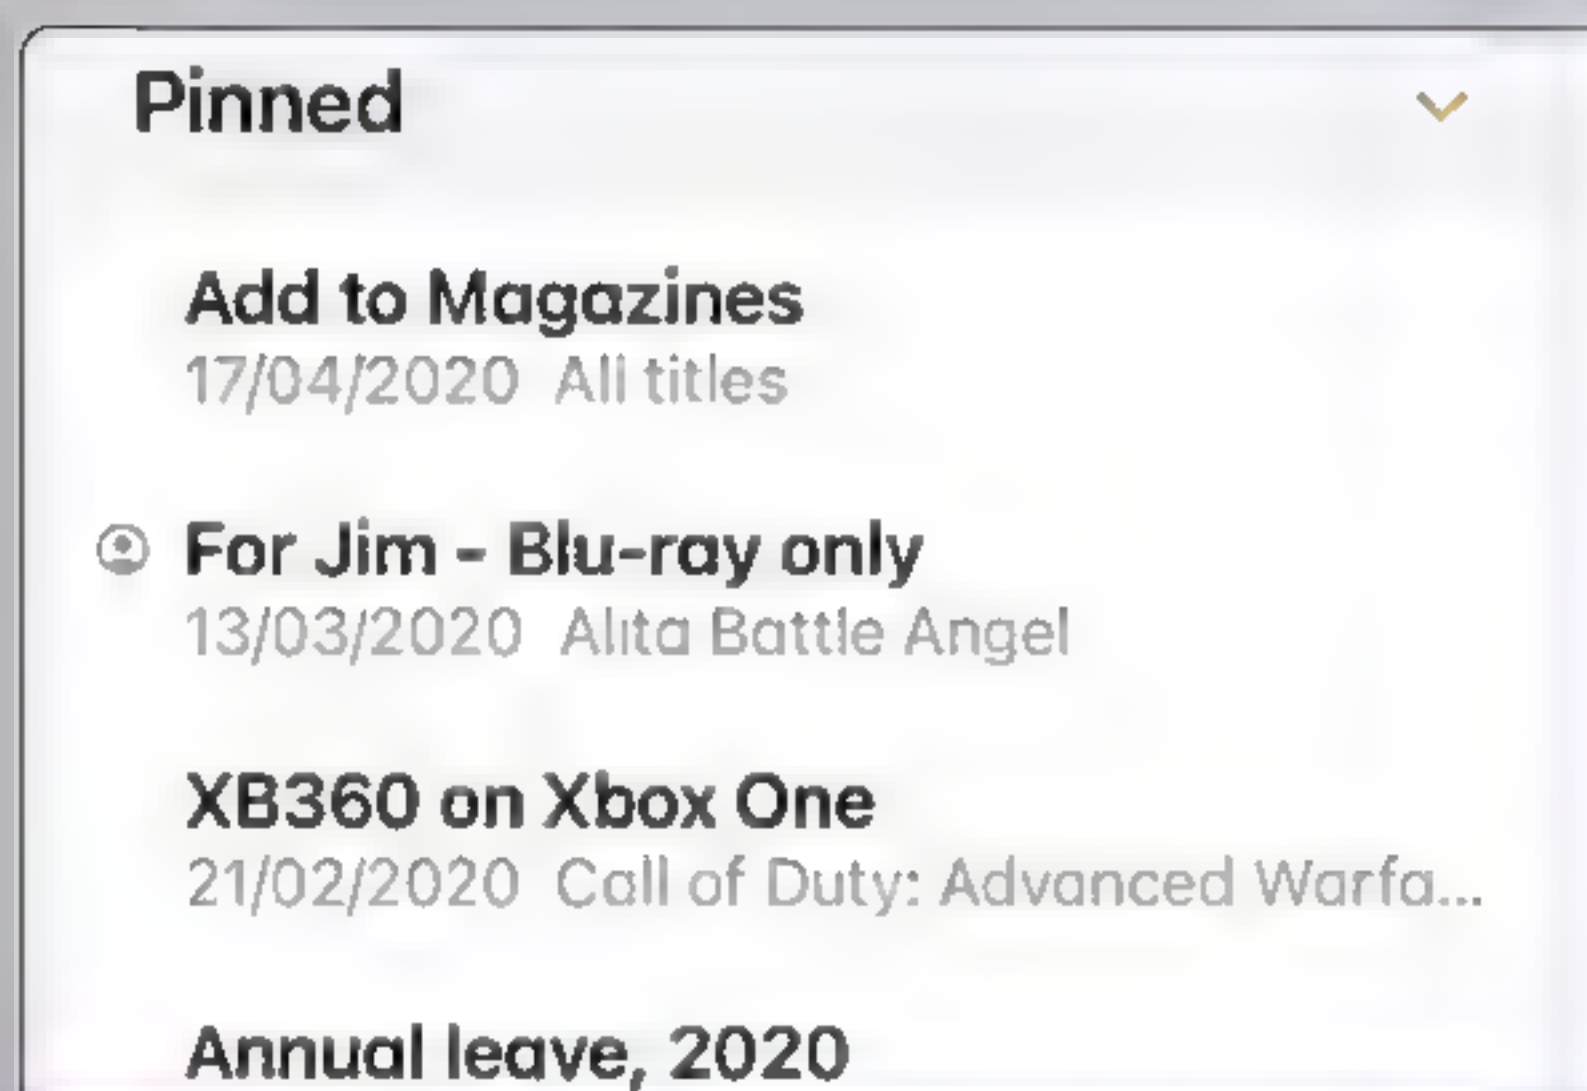 Pinned
Add to Magazines
17/04/2020 All titles
For Jim - Blu-ray only
13/03/2020 Alita Battle Angel
XB360 on Xbox One
21/02/2020 Call of Duty: Advanced Warfa...
Annual leave, 2020